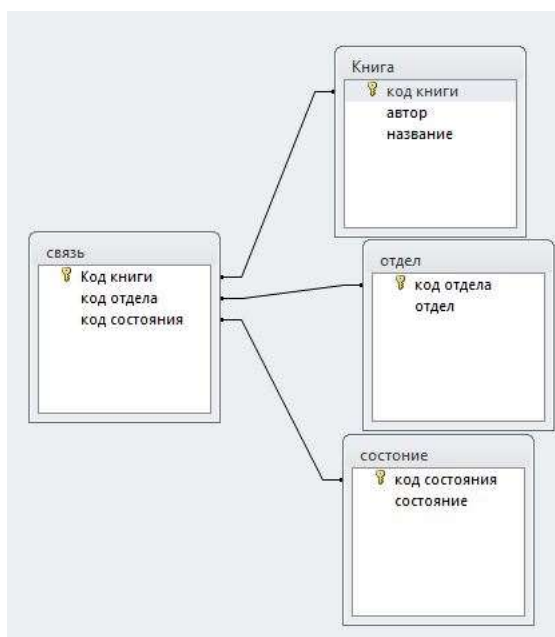 Книга
код книги
автор
название
связь
Код книги
код отдела
код состояния
отдел
код отдела
отдел
состоние
код состояния
состояние